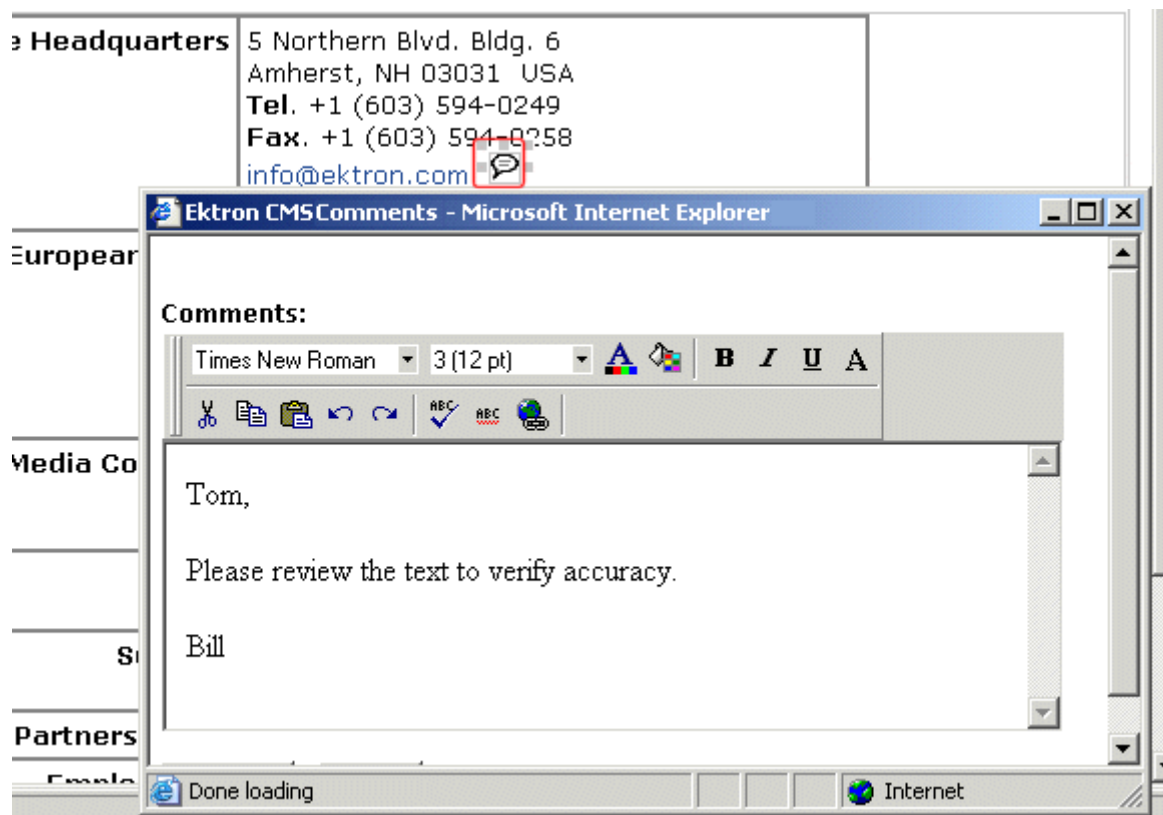 e Headquarters
5 Northern Blvd. Bldg. 6
Amherst, NH 03031 USA
Tel. +1 (603) 594-0249
Fax. +1 (603) 594-0258
info@ektron.com
Ektron CMSComments - Microsoft Internet Explorer
European
Comments:
Times New Roman 3 (12 pt) A B I U A
ABC ABC
Media Co
Tom,
Please review the text to verify accuracy.
Bill
Partners
Done loading Internet